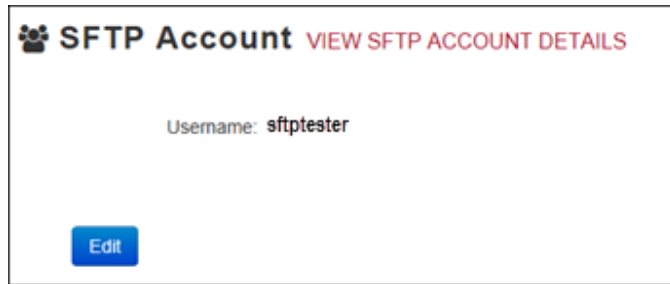 SFTP Account VIEW SFTP ACCOUNT DETAILS
Username: sftptester
Edit